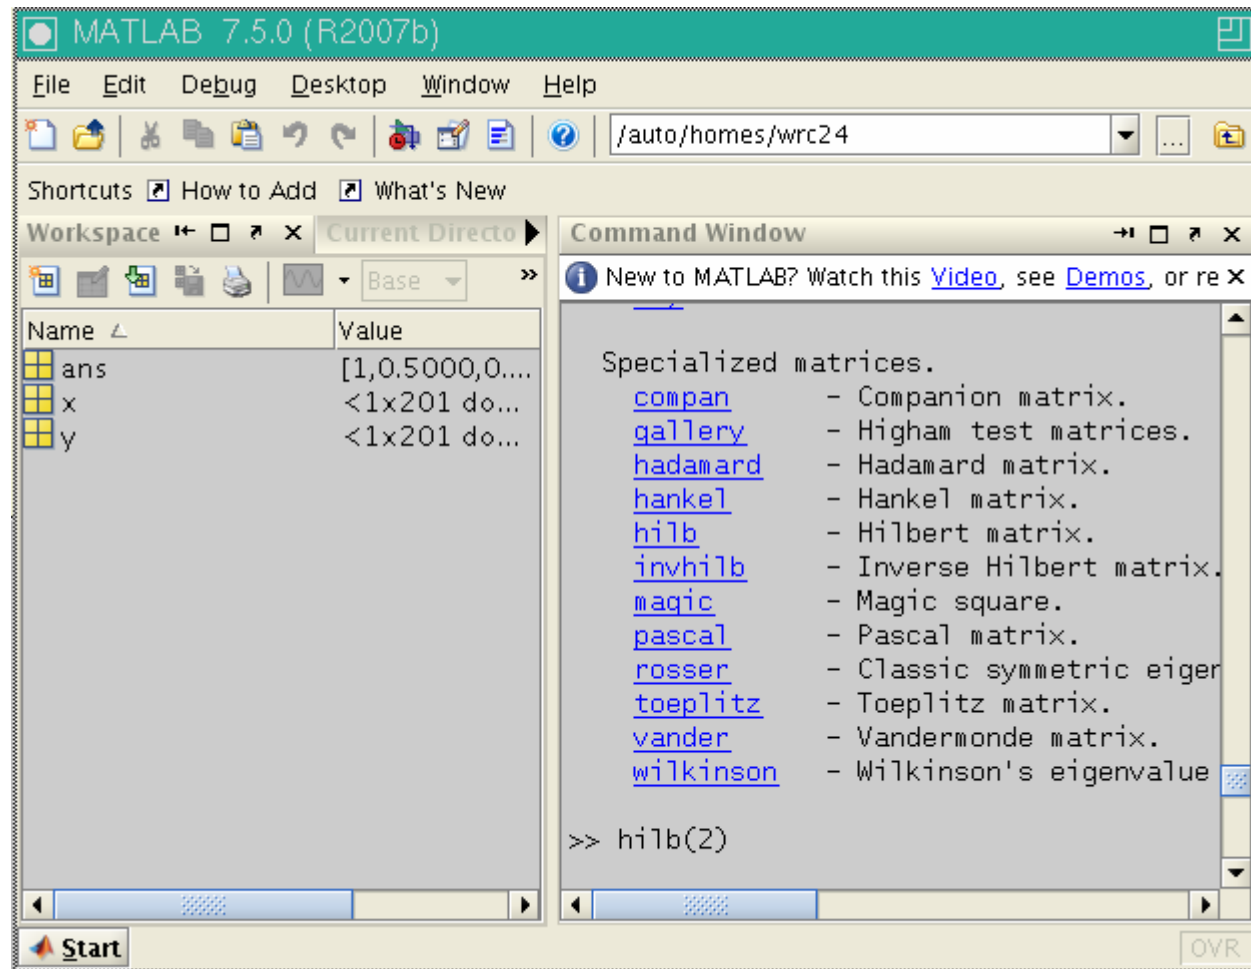 MATLAB 7.5.0 (R2007b)
File Edit Debug Desktop Window Help
/auto/homes/wrc24 ...
Shortcuts How to Add What's New
Workspace Current Directo
Base »
Name Value
ans [1,0.5000,0....
x <1x201 do...
y <1x201 do...
Command Window
New to MATLAB? Watch this Video, see Demos, or re
Specialized matrices.
compan - Companion matrix.
gallery - Higham test matrices.
hadamard - Hadamard matrix.
hankel - Hankel matrix.
hilb - Hilbert matrix.
invhilb - Inverse Hilbert matrix.
magic - Magic square.
pascal - Pascal matrix.
rosser - Classic symmetric eigen
toeplitz - Toeplitz matrix.
vander - Vandermonde matrix.
wilkinson - Wilkinson's eigenvalue
>> hilb(2)
Start OVR